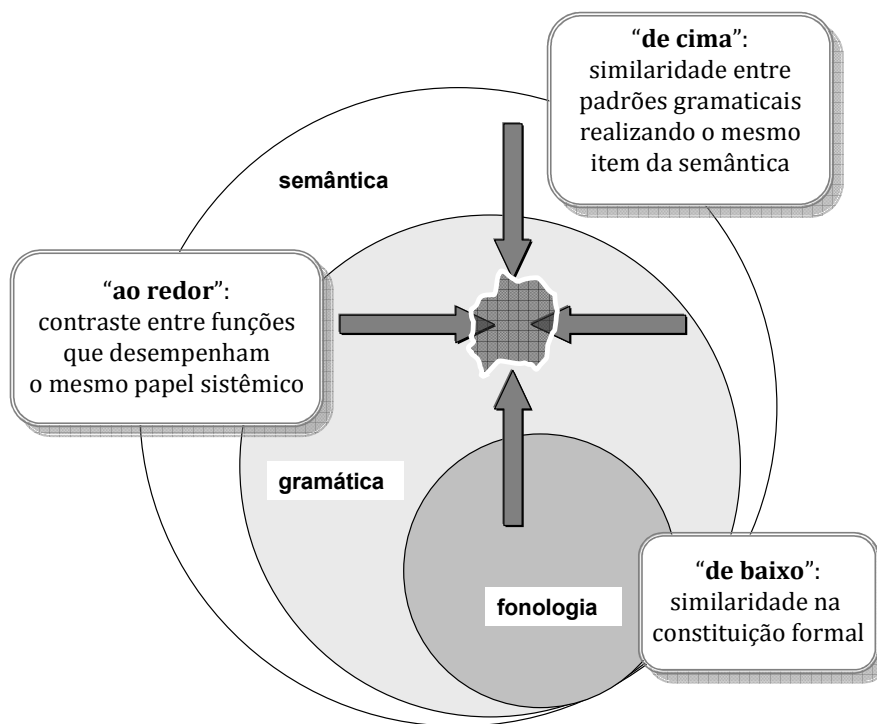 “de cima”:
similaridade entre
padrões gramaticais
realizando o mesmo
item da semântica
semântica
“ao redor”:
contraste entre funções
que desempenham
o mesmo papel sistêmico
gramática
“de baixo”:
similaridade na
constituição formal
fonologia